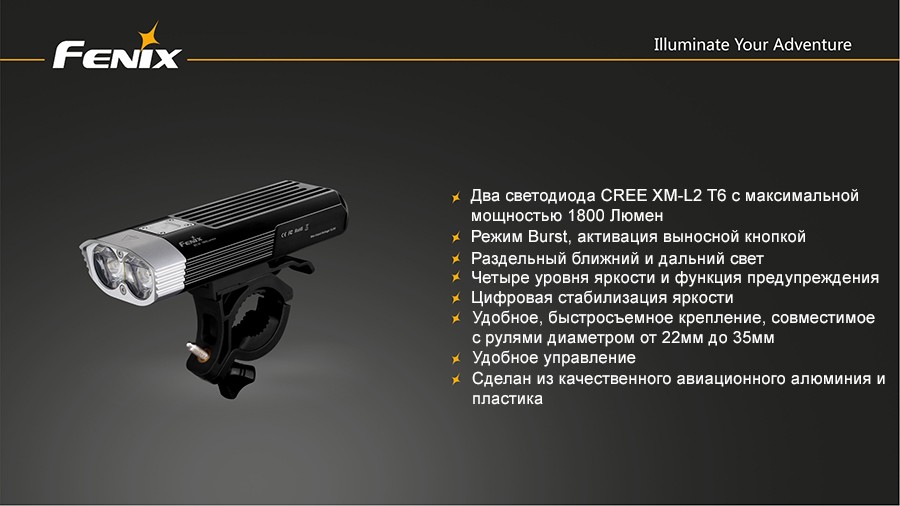 FENIX
Illuminate Your Adventure
Два светодиода CREE XM-L2 T6 с максимальной
мощностью 1800 Люмен
Режим Burst, активация выносной кнопкой
Раздельный ближний и дальний свет
Четыре уровня яркости и функция предупреждения
Цифровая стабилизация яркости
Удобное, быстросъемное крепление, совместимое
с рулями диаметром от 22мм до 35мм
Удобное управление
Сделан из качественного авиационного алюминия и
пластика
FENIX